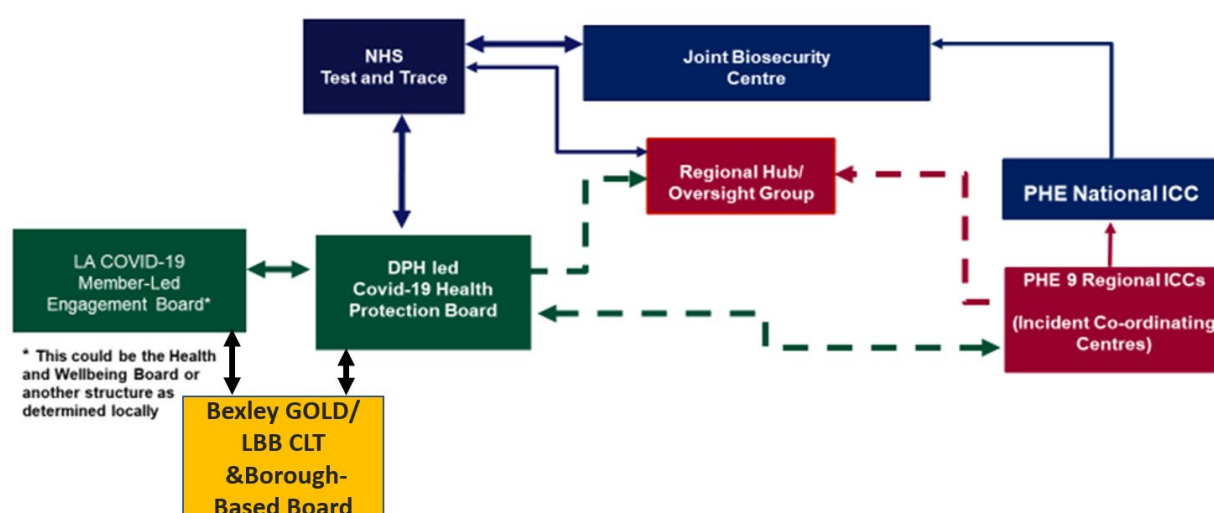 NHS
Test and Trace
Joint Biosecurity
Centre
Regional Hub/
Oversight Group
PHE National ICC
LA COVID-19
Member-Led
Engagement Board*
DPH led
Covid-19 Health
Protection Board
PHE 9 Regional ICCs
(Incident Co-ordinating
Centres)
* This could be the Health
and Wellbeing Board or
another structure as
determined locally
Bexley GOLD/
LBB CLT
&Borough-
Based Board